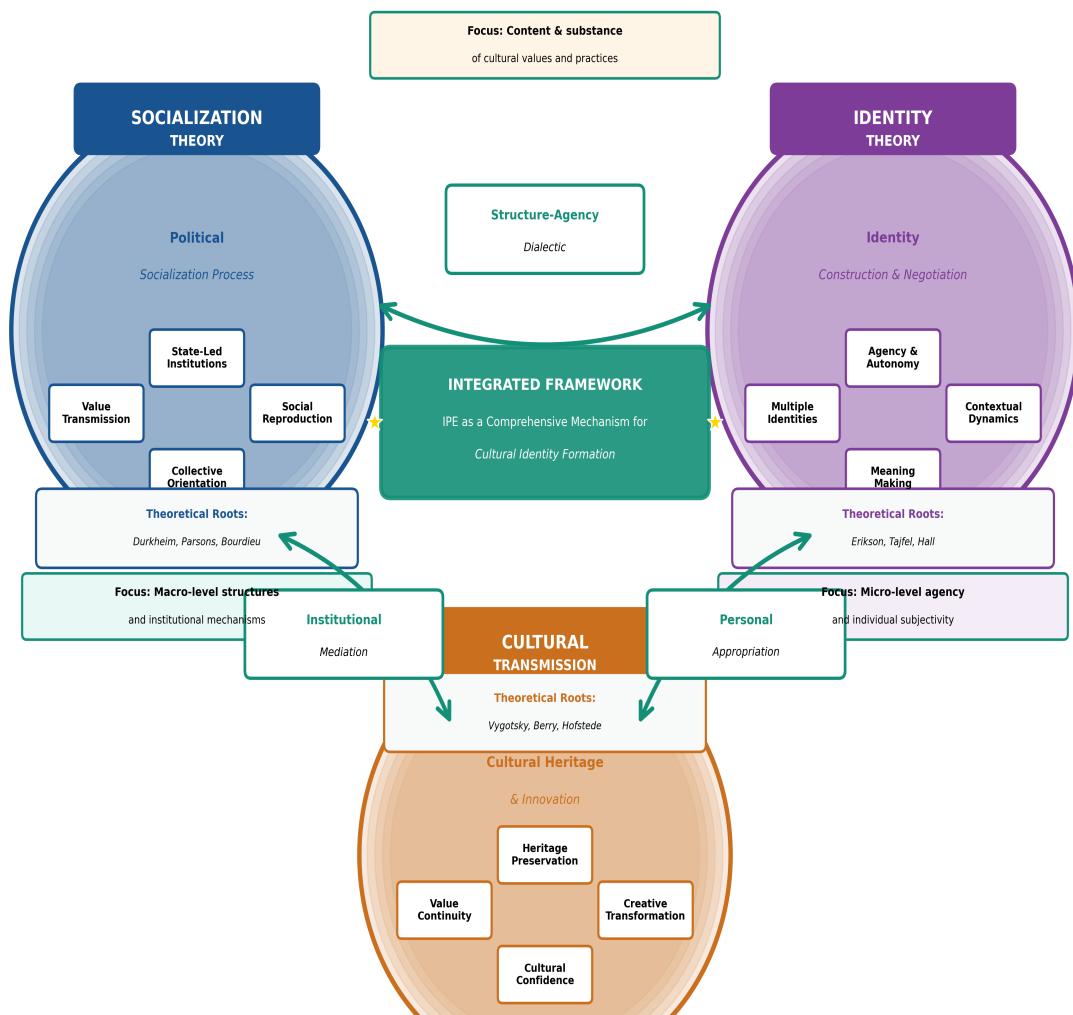 Focus: Content & substance
of cultural values and practices
SOCIALIZATION
THEORY
IDENTITY
THEORY
Structure-Agency
Dialectic
Political
Socialization Process
Identity
Construction & Negotiation
State-Led
Institutions
Value
Transmission
Social
Reproduction
Collective
Orientation
INTEGRATED FRAMEWORK
IPE as a Comprehensive Mechanism for
Cultural Identity Formation
Agency &
Autonomy
Multiple
Identities
Contextual
Dynamics
Meaning
Making
Theoretical Roots:
Durkheim, Parsons, Bourdieu
Theoretical Roots:
Erikson, Tajfel, Hall
Focus: Macro-level structures
and institutional mechanisms
Focus: Micro-level agency
and individual subjectivity
Institutional
Mediation
Personal
Appropriation
CULTURAL
TRANSMISSION
Theoretical Roots:
Vygotsky, Berry, Hofstede
Cultural Heritage
& Innovation
Heritage
Preservation
Value
Continuity
Creative
Transformation
Cultural
Confidence